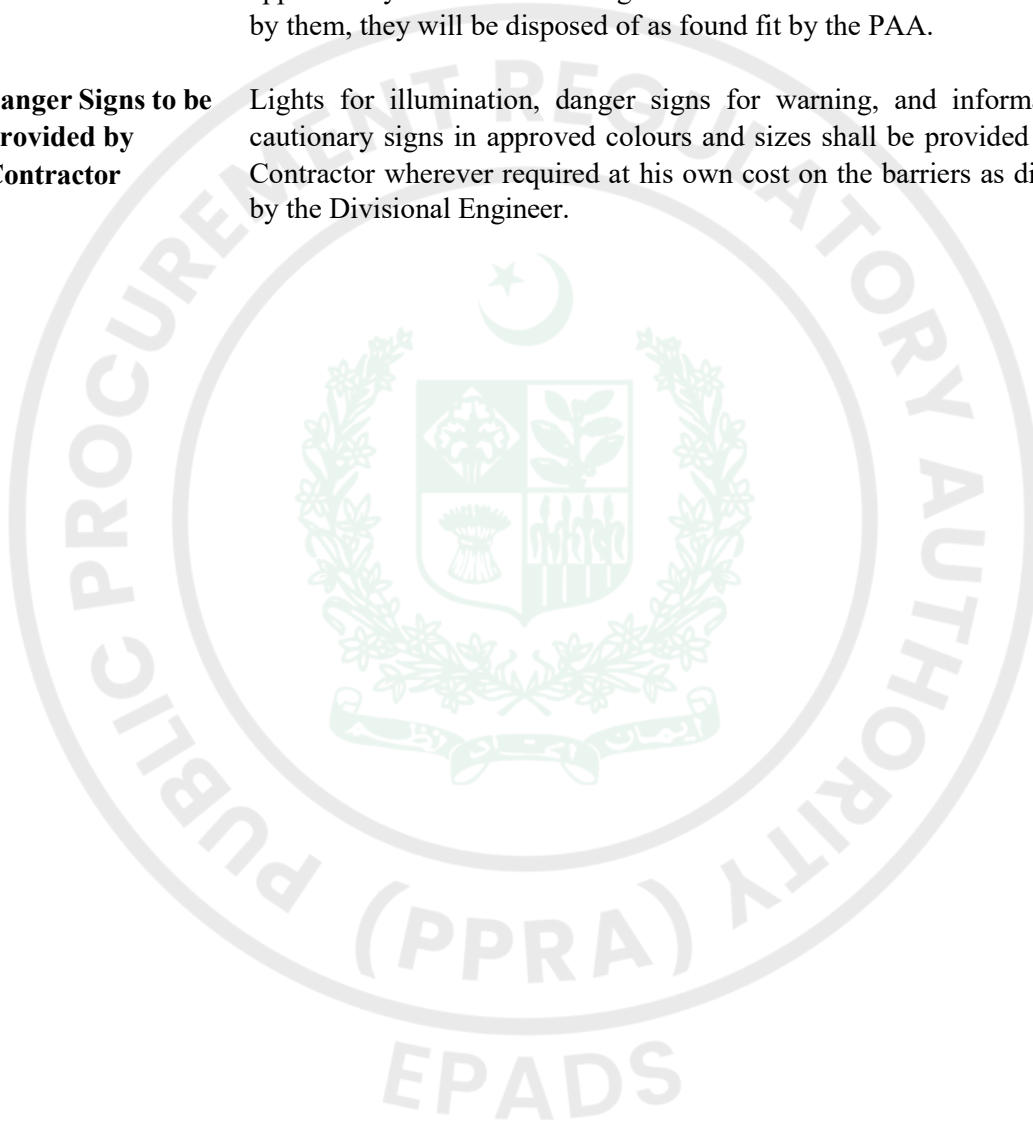 by them, they will be disposed of as found fit by the PAA.
anger Signs to be
rovided by
Contractor
Lights for illumination, danger signs for warning, and informa
cautionary signs in approved colours and sizes shall be provided
Contractor wherever required at his own cost on the barriers as di
by the Divisional Engineer.
PUBLIC PROCUREMENT REGULATORY AUTHORITY
(PPRA)
EPADS